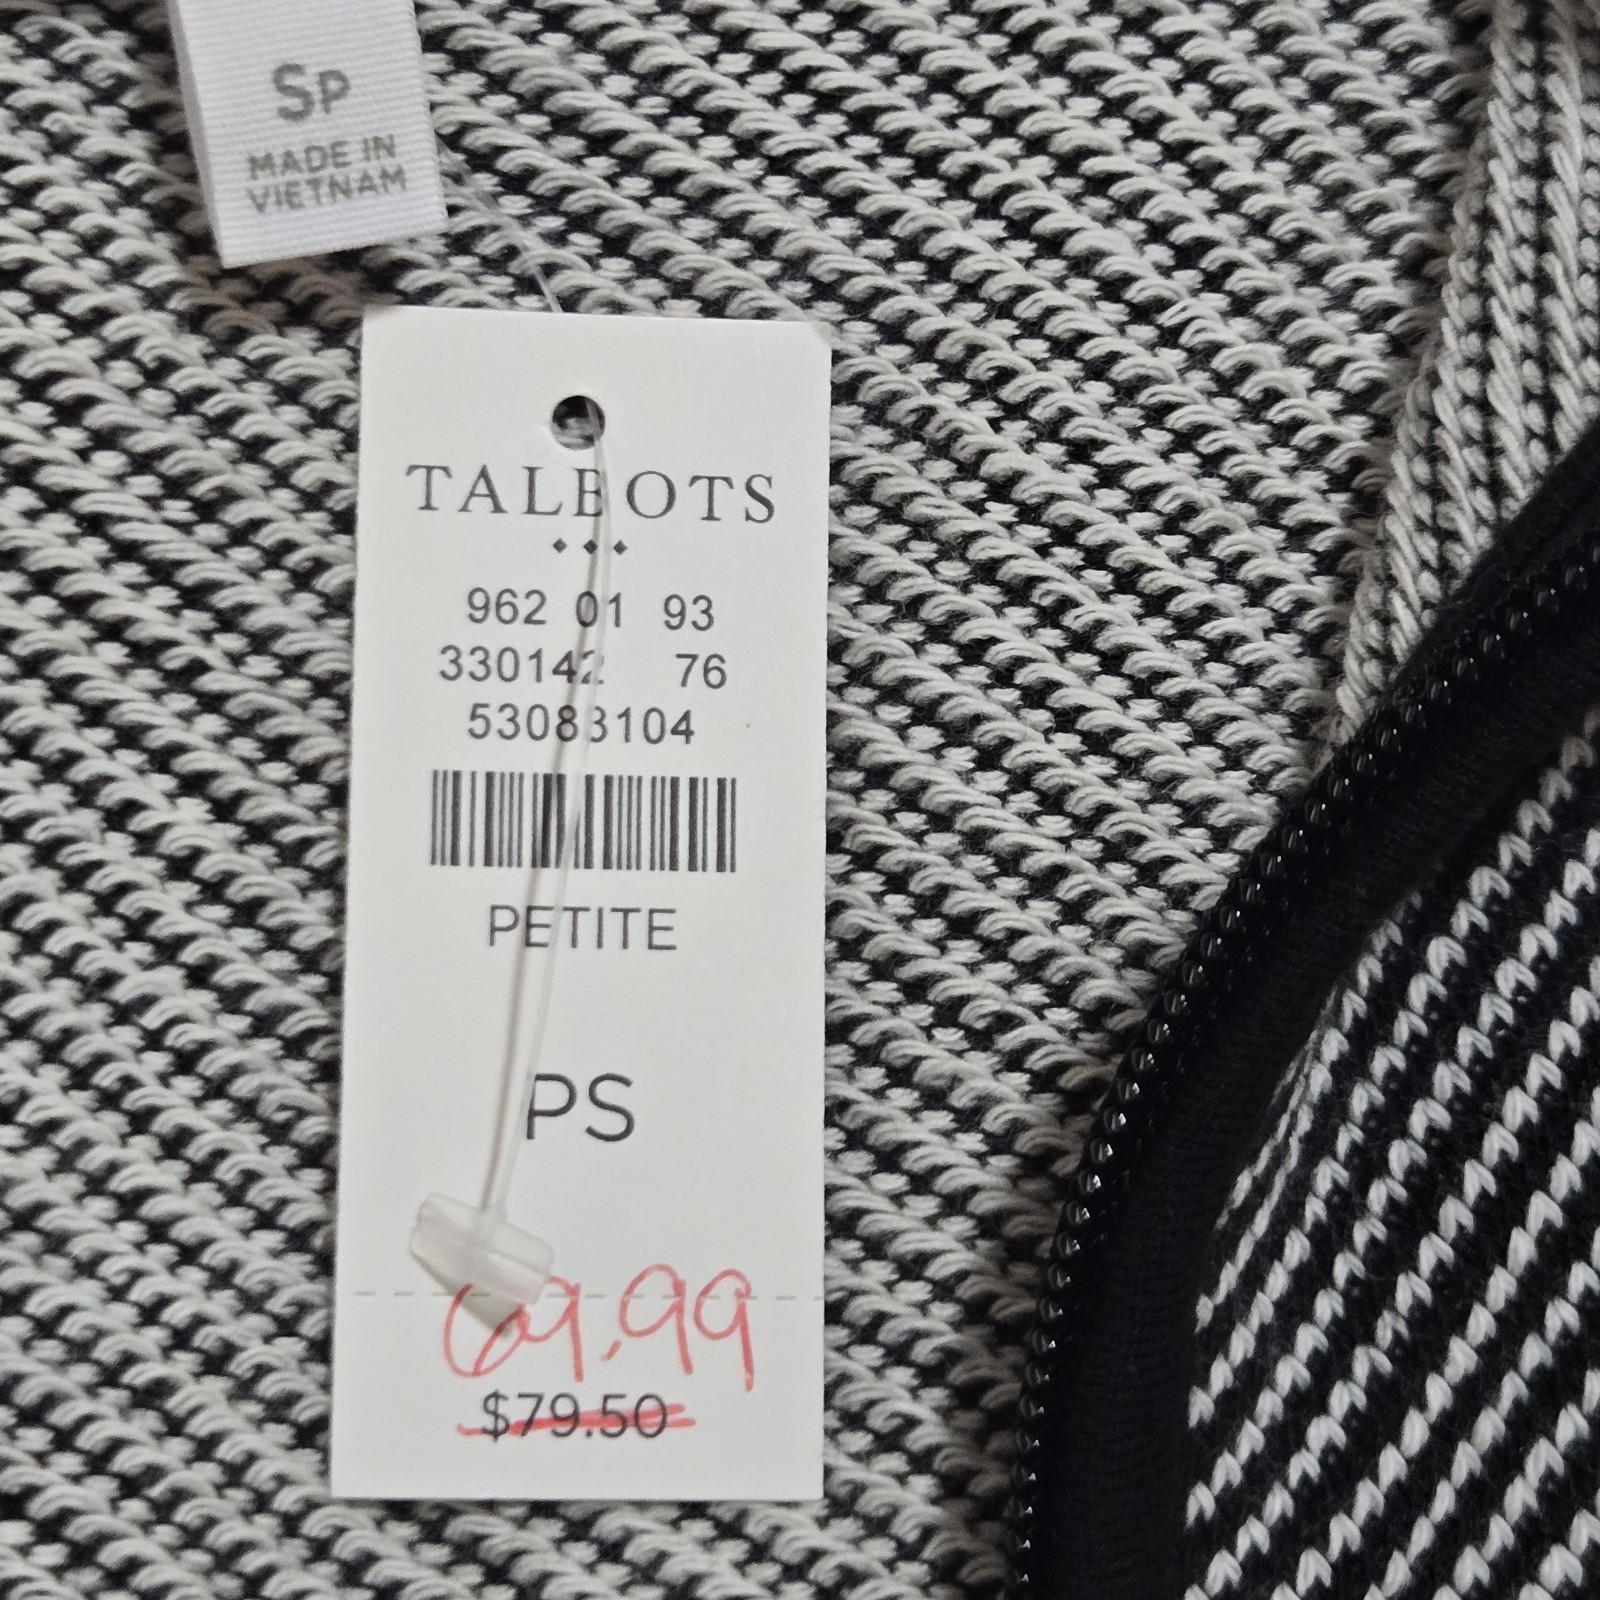 SP
MADE IN
VIETNAM
TALBOTS
962 01 93
330142 76
53083104
PETITE
PS
69.99
$79.50